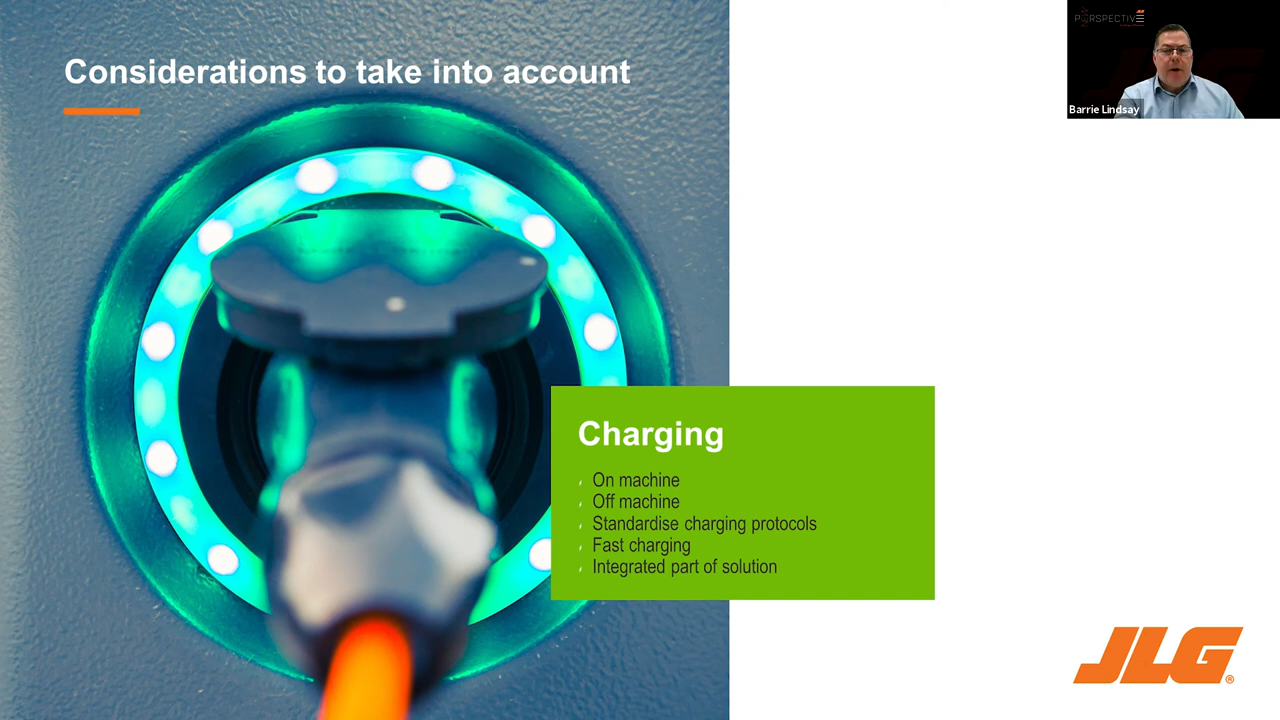 Considerations to take into account
PERSPECTIVE
Barrie Lindsay
Charging
On machine
Off machine
Standardise charging protocols
Fast charging
Integrated part of solution
JLG®